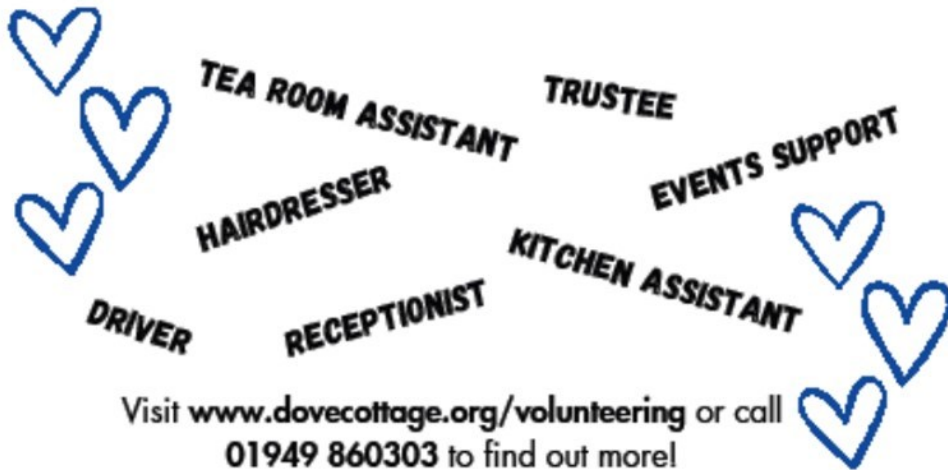 TEA ROOM ASSISTANT
TRUSTEE
EVENTS SUPPORT
HAIRDRESSER
KITCHEN ASSISTANT
DRIVER
RECEPTIONIST
Visit www.dovecottage.org/volunteering or call
01949 860303 to find out more!